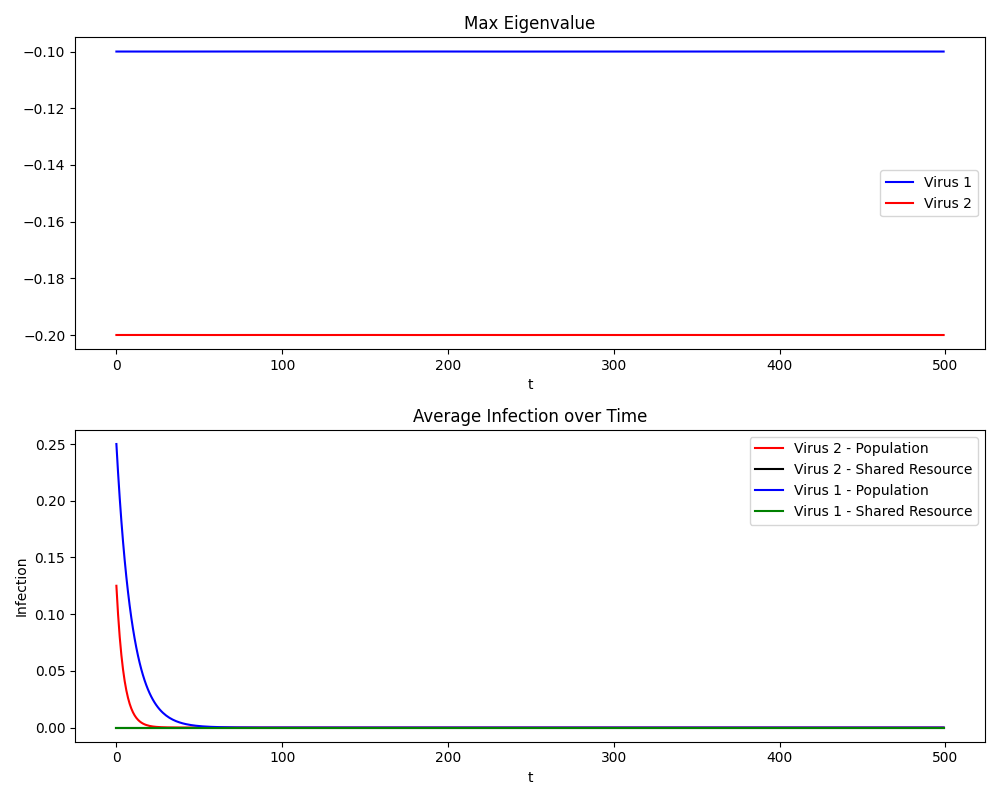 Max Eigenvalue
−0.10
−0.12
−0.14
−0.16
−0.18
−0.20
Virus 1
Virus 2
0 100 200 300 400 500
t
Average Infection over Time
Infection
0.25
0.20
0.15
0.10
0.05
0.00
Virus 2 - Population
Virus 2 - Shared Resource
Virus 1 - Population
Virus 1 - Shared Resource
0 100 200 300 400 500
t